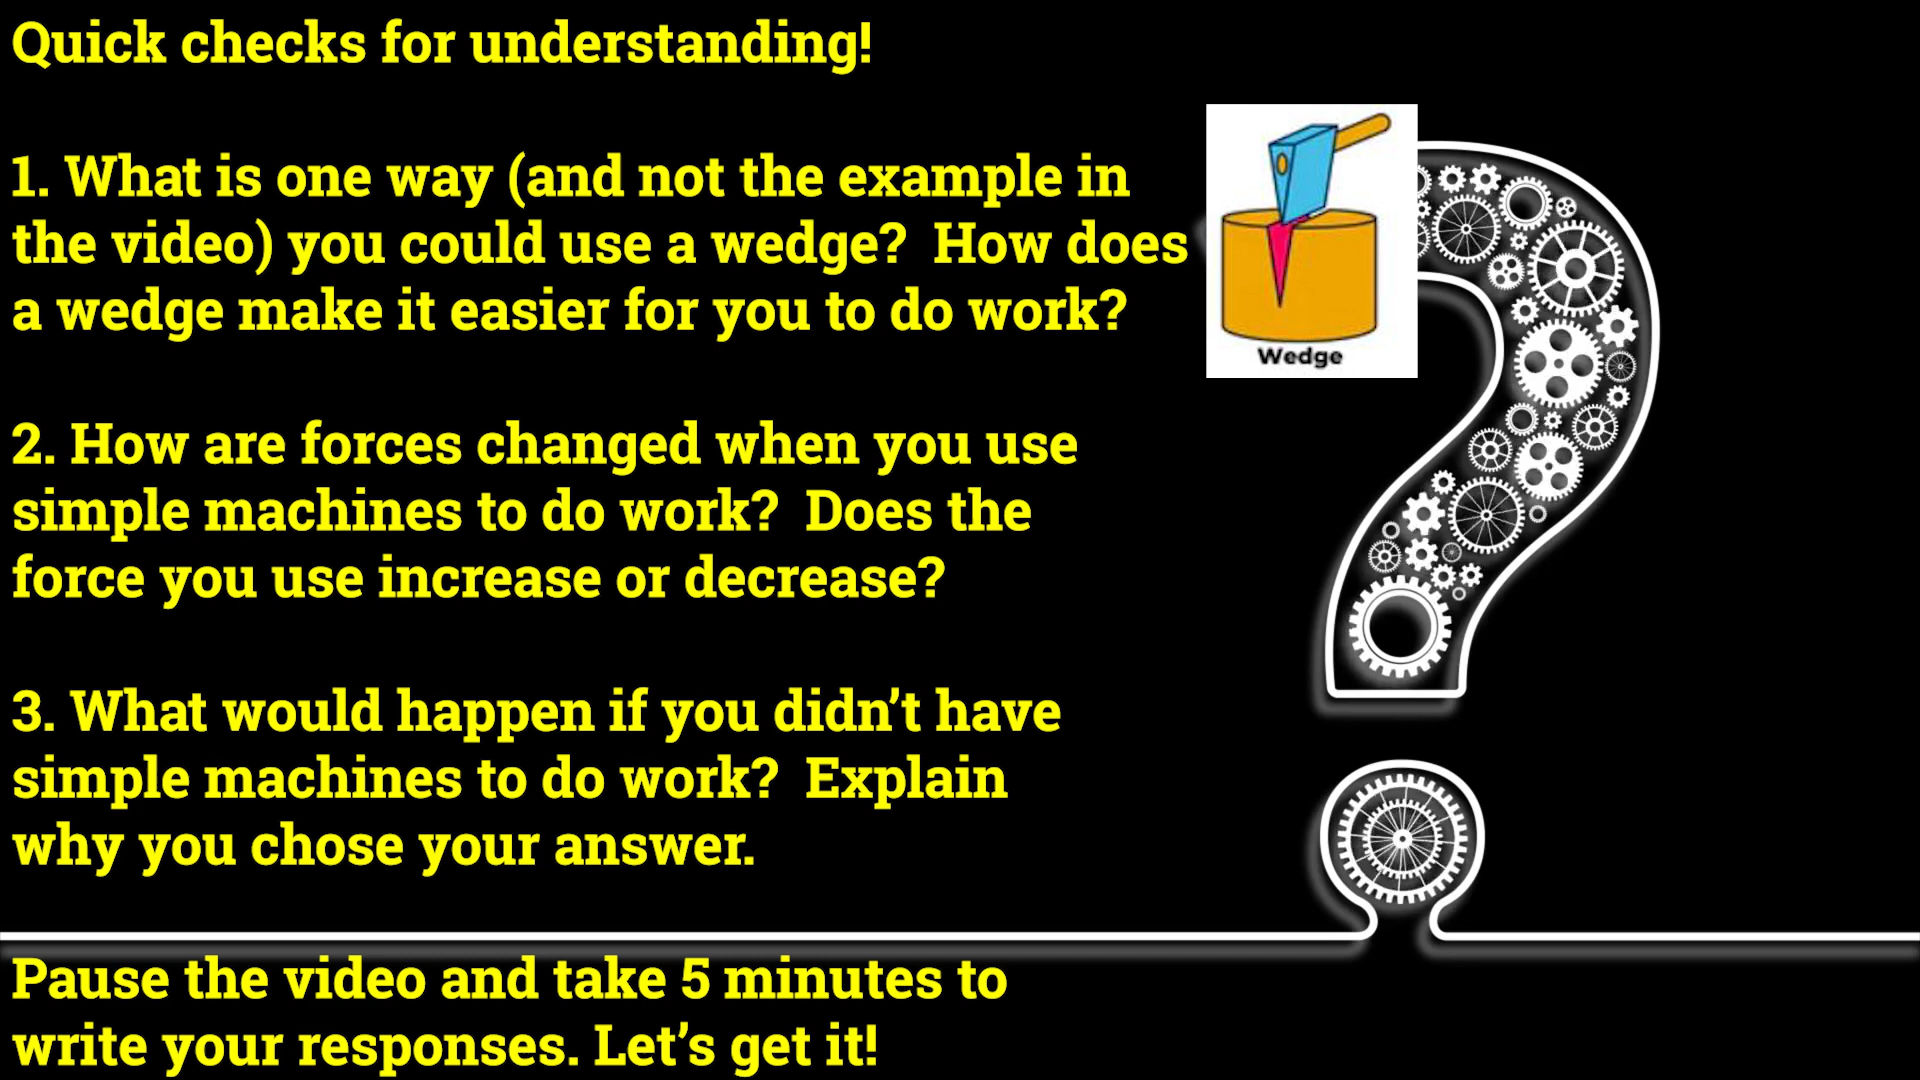 Quick checks for understanding!
1. What is one way (and not the example in
the video) you could use a wedge?  How does
a wedge make it easier for you to do work?
Wedge
2. How are forces changed when you use
simple machines to do work?  Does the
force you use increase or decrease?
3. What would happen if you didn’t have
simple machines to do work?  Explain
why you chose your answer.
Pause the video and take 5 minutes to
write your responses. Let’s get it!